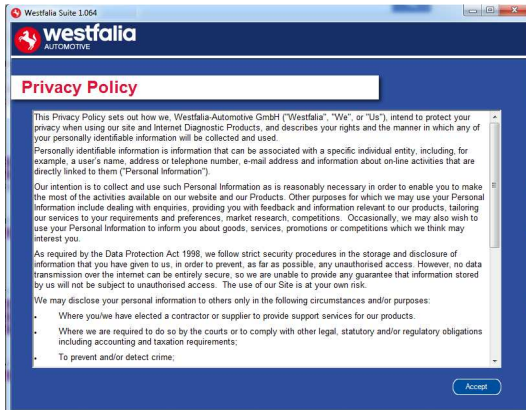 Westfalia Suite 1.064
westfalia
AUTOMOTIVE
Privacy Policy
This Privacy Policy sets out how we, Westfalia-Automotive GmbH ("Westfalia", "We", or "Us"), intend to protect your
privacy when using our site and Internet Diagnostic Products, and describes your rights and the manner in which any of
your personally identifiable information will be collected and used.
Personally identifiable information is information that can be associated with a specific individual entity, including, for
example, a user's name, address or telephone number, e-mail address and information about on-line activities that are
directly linked to them ("Personal Information").
Our intention is to collect and use such Personal Information as is reasonably necessary in order to enable you to make
the most of the activities available on our website and our Products. Other purposes for which we may use your Personal
Information include dealing with enquiries, providing you with feedback and information relevant to our products, tailoring
our services to your requirements and preferences, market research, competitions. Occasionally, we may also wish to
use your Personal Information to inform you about goods, services, promotions or competitions which we think may
interest you.
As required by the Data Protection Act 1998, we follow strict security procedures in the storage and disclosure of
information that you have given to us, in order to prevent, as far as possible, any unauthorised access. However, no data
transmission over the internet can be entirely secure, so we are unable to provide any guarantee that information stored
by us will not be subject to unauthorised access. The use of our Site is at your own risk.
We may disclose your personal information to others only in the following circumstances and/or purposes:
• Where you/we have elected a contractor or supplier to provide support services for our products.
• Where we are required to do so by the courts or to comply with other legal, statutory and/or regulatory obligations
including accounting and taxation requirements;
• To prevent and/or detect crime;
Accept